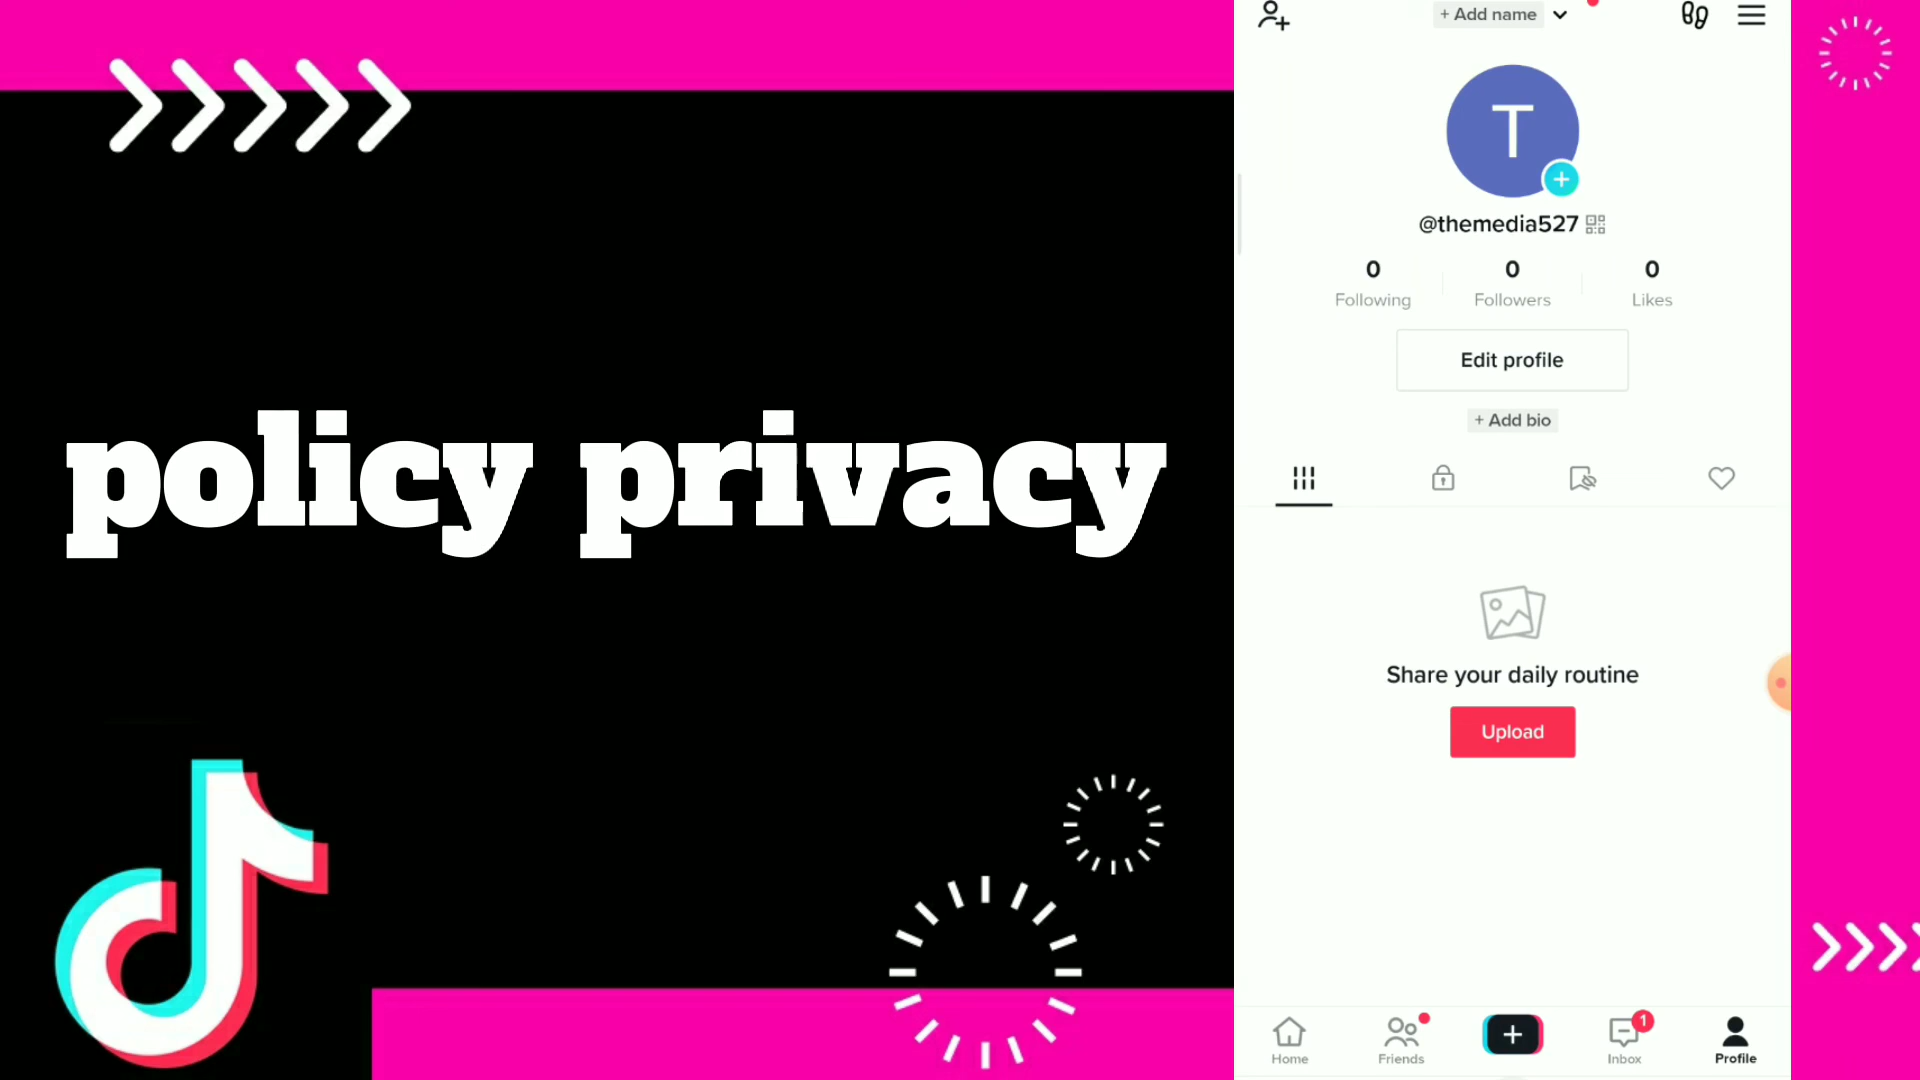 policy privacy
+ Add name
T
@themedia527
0 0 0
Following Followers Likes
Edit profile
+ Add bio
Share your daily routine
Upload
1
Home Friends Inbox Profile